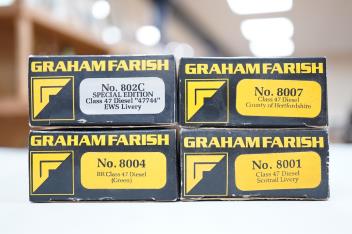 GRAHAM FARISH
No. 802C
SPECIAL EDITION
Class 47 Diesel "47744"
EWS Livery
GRAHAM FARISH
No. 8007
Class 47 Diesel
County of Hertfordshire
GRAHAM FARISH
No. 8004
BR Class 47 Diesel
(Green)
GRAHAM FARISH
No. 8001
Class 47 Diesel
Scotrail Livery